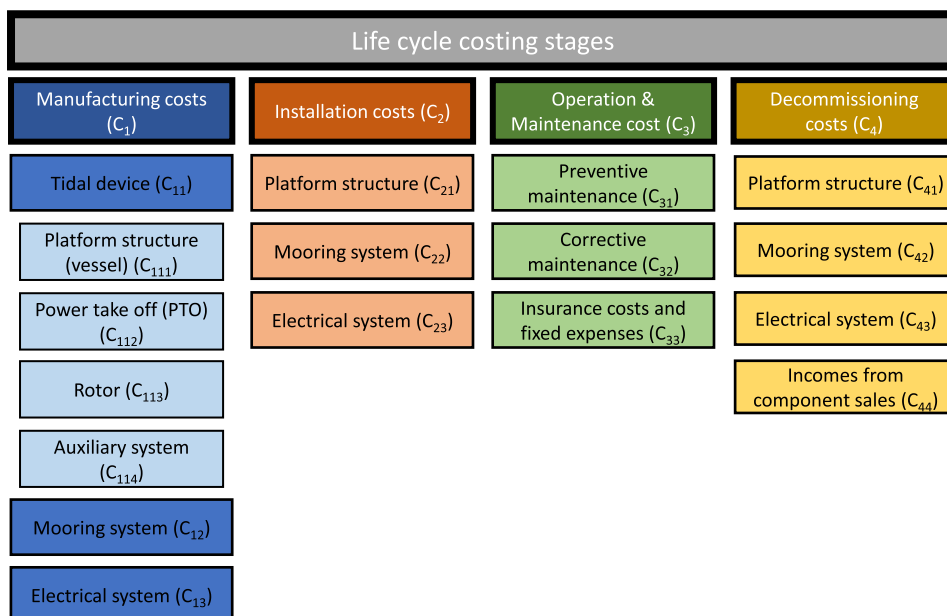 Life cycle costing stages
Manufacturing costs
(C₁)
Tidal device (C₁₁)
Platform structure
(vessel) (C₁₁₁)
Power take off (PTO)
(C₁₁₂)
Rotor (C₁₁₃)
Auxiliary system
(C₁₁₄)
Mooring system (C₁₂)
Electrical system (C₁₃)
Installation costs (C₂)
Platform structure (C₂₁)
Mooring system (C₂₂)
Electrical system (C₂₃)
Operation &
Maintenance cost (C₃)
Preventive
maintenance (C₃₁)
Corrective
maintenance (C₃₂)
Insurance costs and
fixed expenses (C₃₃)
Decommissioning
costs (C₄)
Platform structure (C₄₁)
Mooring system (C₄₂)
Electrical system (C₄₃)
Incomes from
component sales (C₄₄)